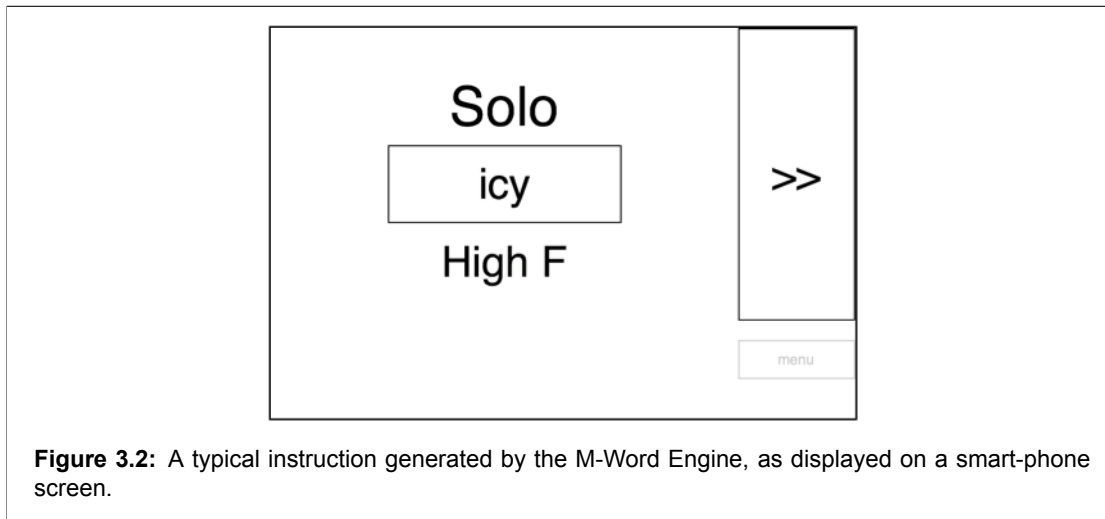 Solo
icy
High F
>>
menu
Figure 3.2: A typical instruction generated by the M-Word Engine, as displayed on a smart-phone
screen.